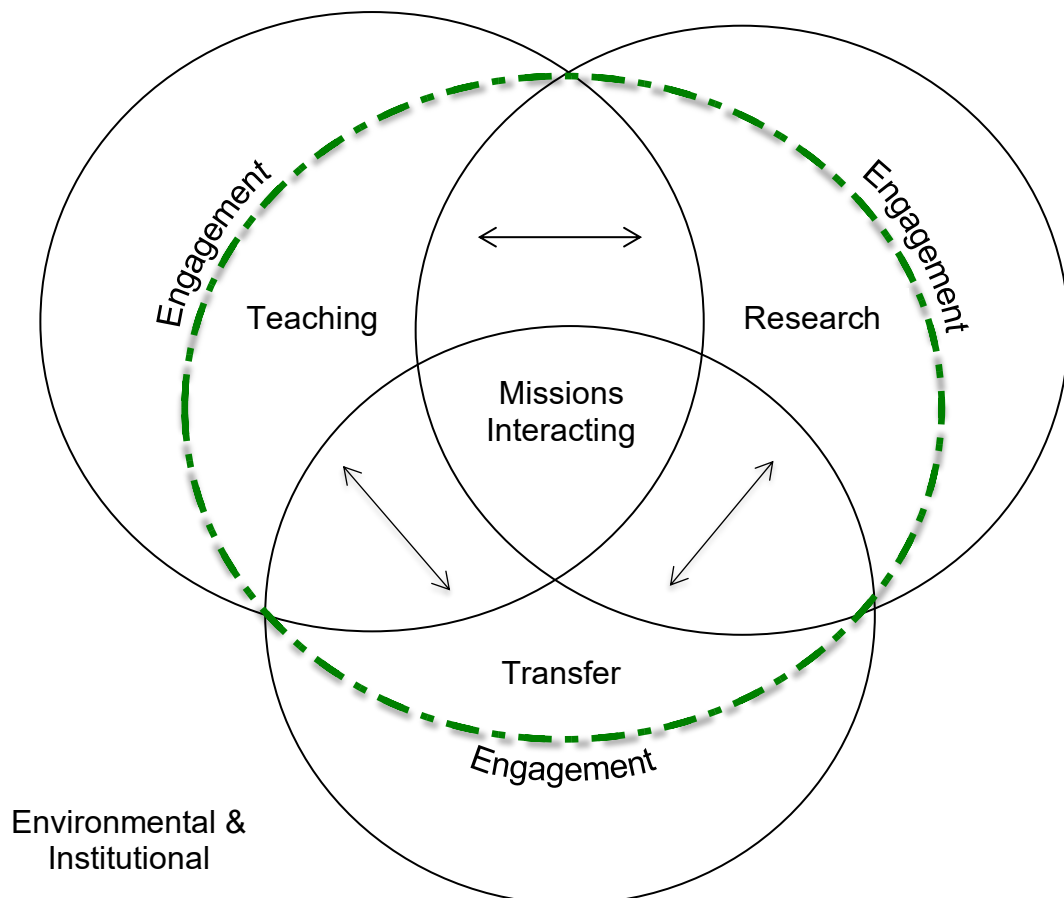 Engagement
Engagement
Teaching
Research
Missions
Interacting
Transfer
Engagement
Environmental &
Institutional